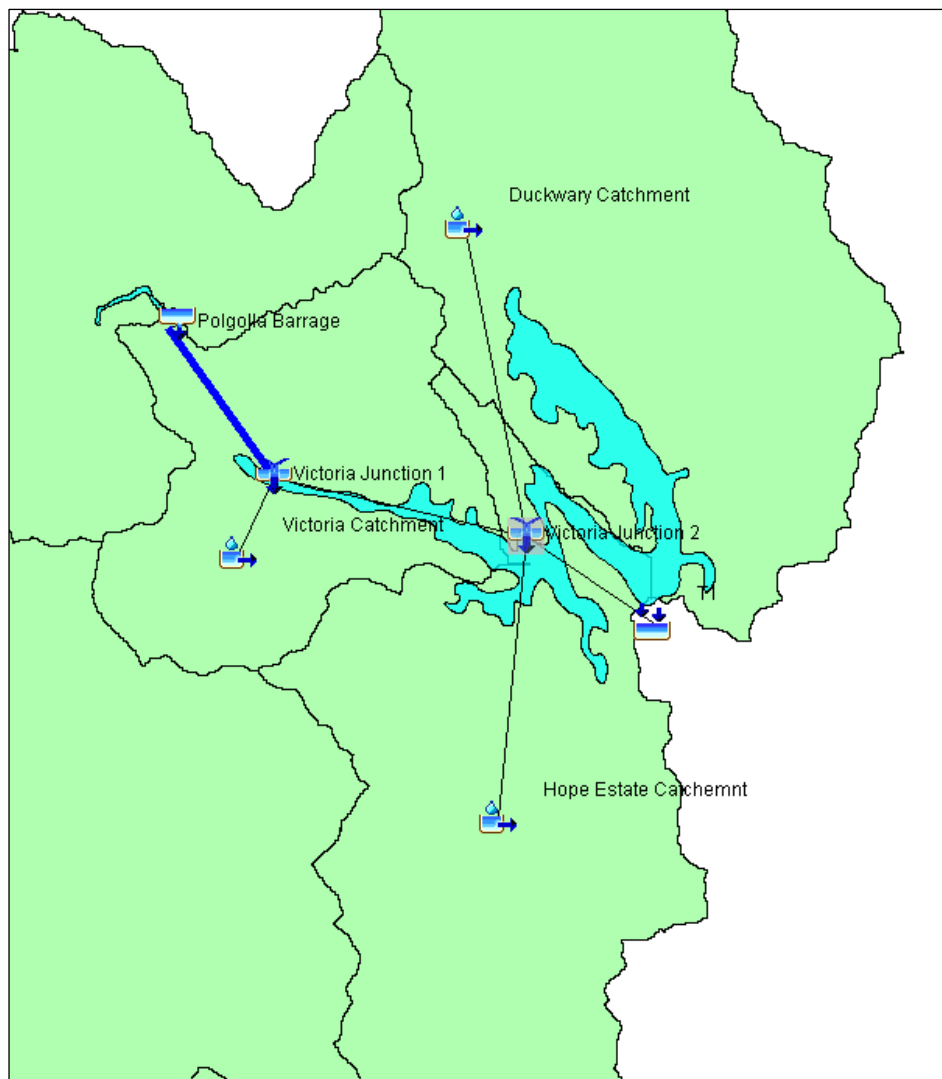 Duckwary Catchment
Polgolla Barrage
Victoria Junction 1
Victoria Catchment
Victoria Junction 2
Hope Estate Catchemnt